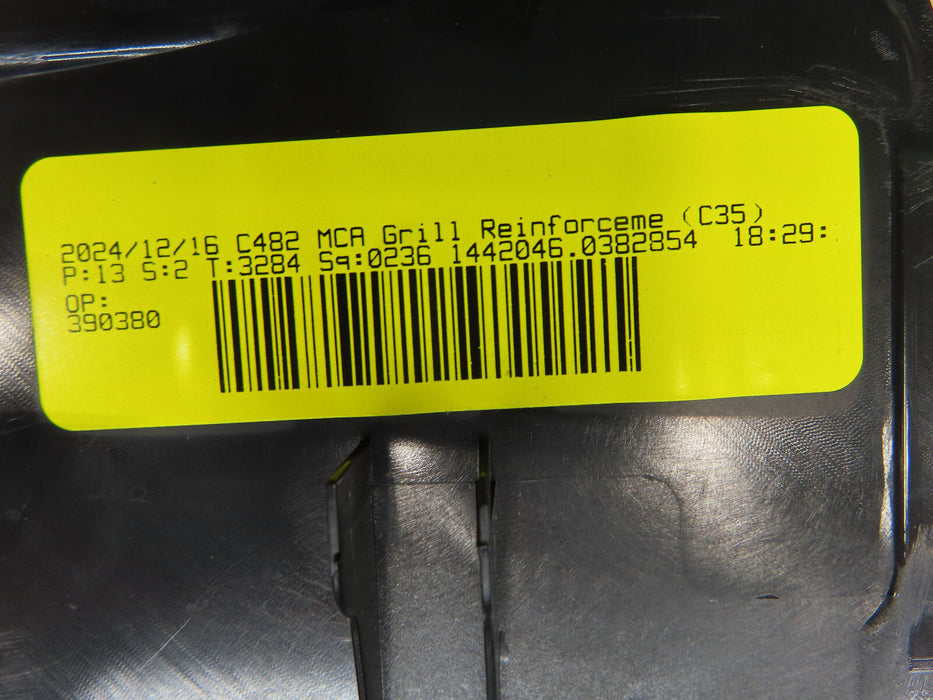 2024/12/16 C482 MCA Grill Reinforceme (C35)
P:13 S:2 T:3284 Sq:0236 1442046.0382854 18:29:
OP:
390380